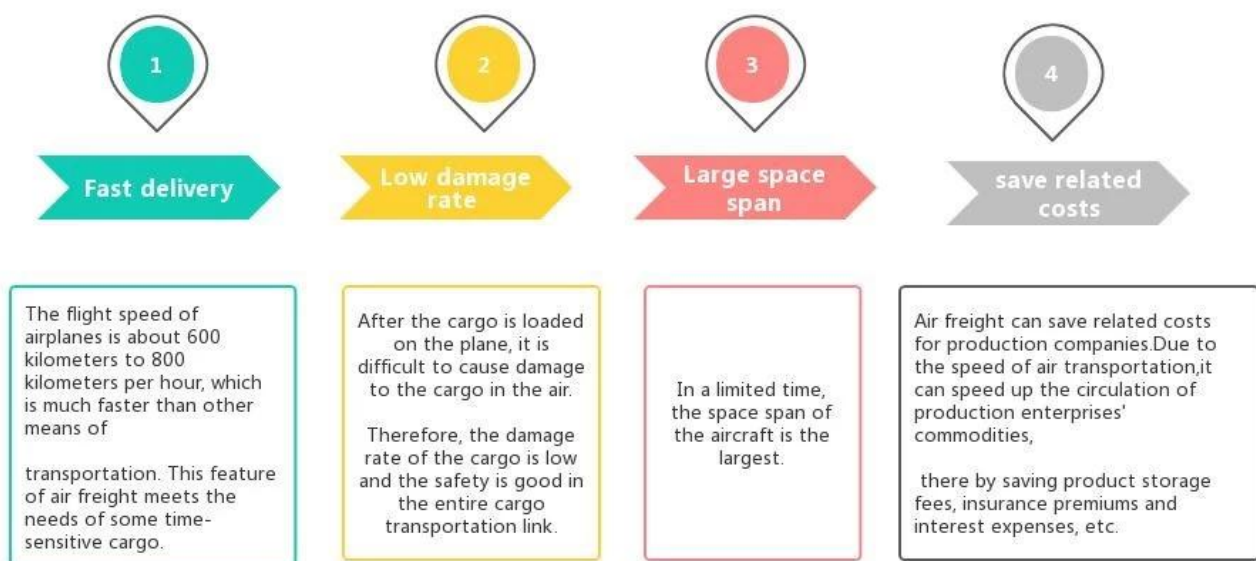 1
Fast delivery
The flight speed of
airplanes is about 600
kilometers to 800
kilometers per hour, which
is much faster than other
means of
transportation. This feature
of air freight meets the
needs of some time-
sensitive cargo.
2
Low damage
rate
After the cargo is loaded
on the plane, it is
difficult to cause damage
to the cargo in the air.
Therefore, the damage
rate of the cargo is low
and the safety is good in
the entire cargo
transportation link.
3
Large space
span
In a limited time,
the space span of
the aircraft is the
largest.
4
save related
costs
Air freight can save related costs
for production companies.Due to
the speed of air transportation,it
can speed up the circulation of
production enterprises'
commodities,
there by saving product storage
fees, insurance premiums and
interest expenses, etc.